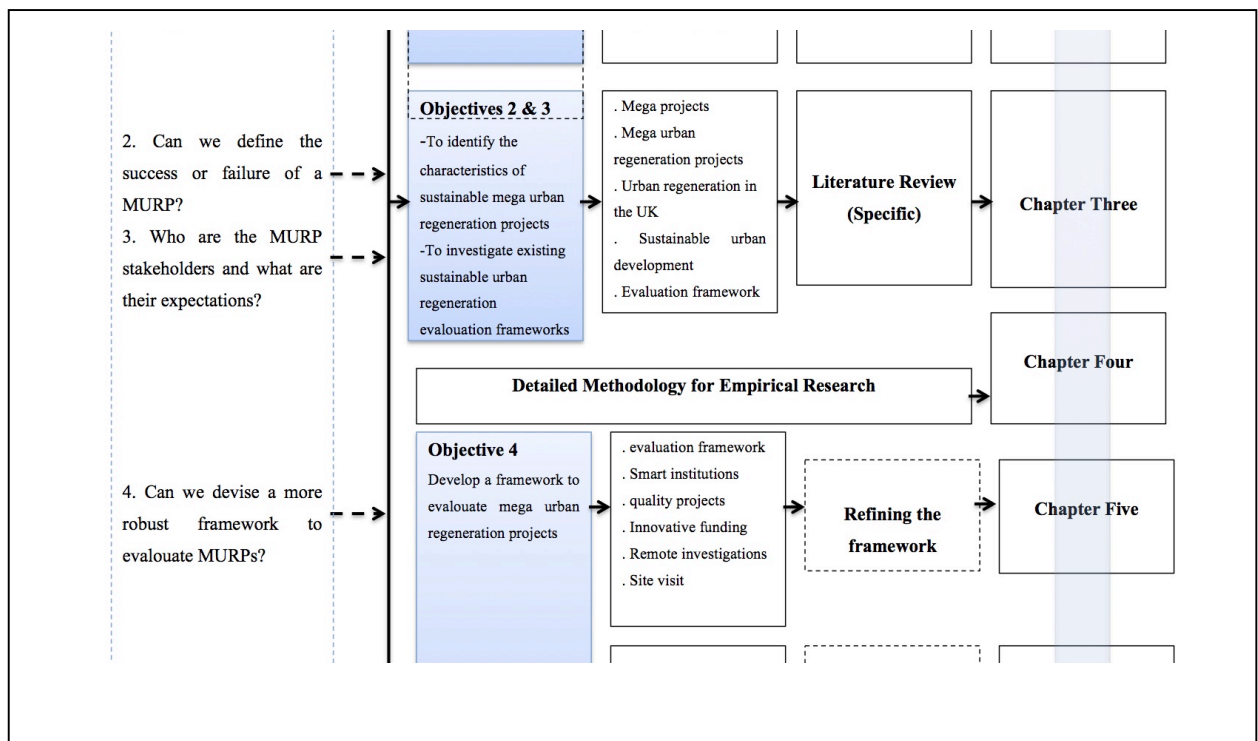 2. Can we define the
success or failure of a
MURP?
3. Who are the MURP
stakeholders and what are
their expectations?
Objectives 2 & 3
-To identify the
characteristics of
sustainable mega urban
regeneration projects
-To investigate existing
sustainable urban
regeneration
evalouation frameworks
. Mega projects
. Mega urban
regeneration projects
. Urban regeneration in
the UK
. Sustainable urban
development
. Evaluation framework
Literature Review
(Specific)
Chapter Three
Detailed Methodology for Empirical Research
Chapter Four
4. Can we devise a more
robust framework to
evalouate MURPs?
Objective 4
Develop a framework to
evalouate mega urban
regeneration projects
. evaluation framework
. Smart institutions
. quality projects
. Innovative funding
. Remote investigations
. Site visit
Refining the
framework
Chapter Five